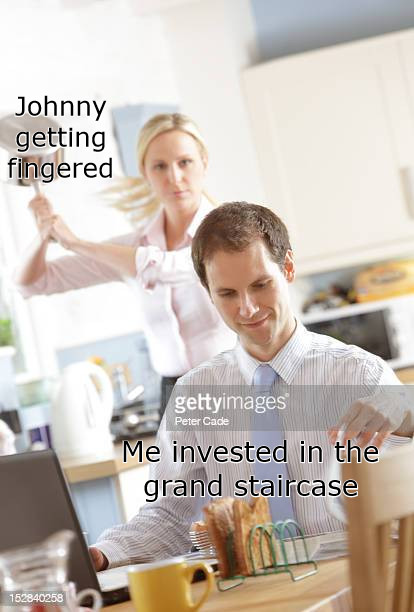 Johnny
getting
fingered
gettyimages
Peter Cade
Me invested in the
grand staircase
152840258